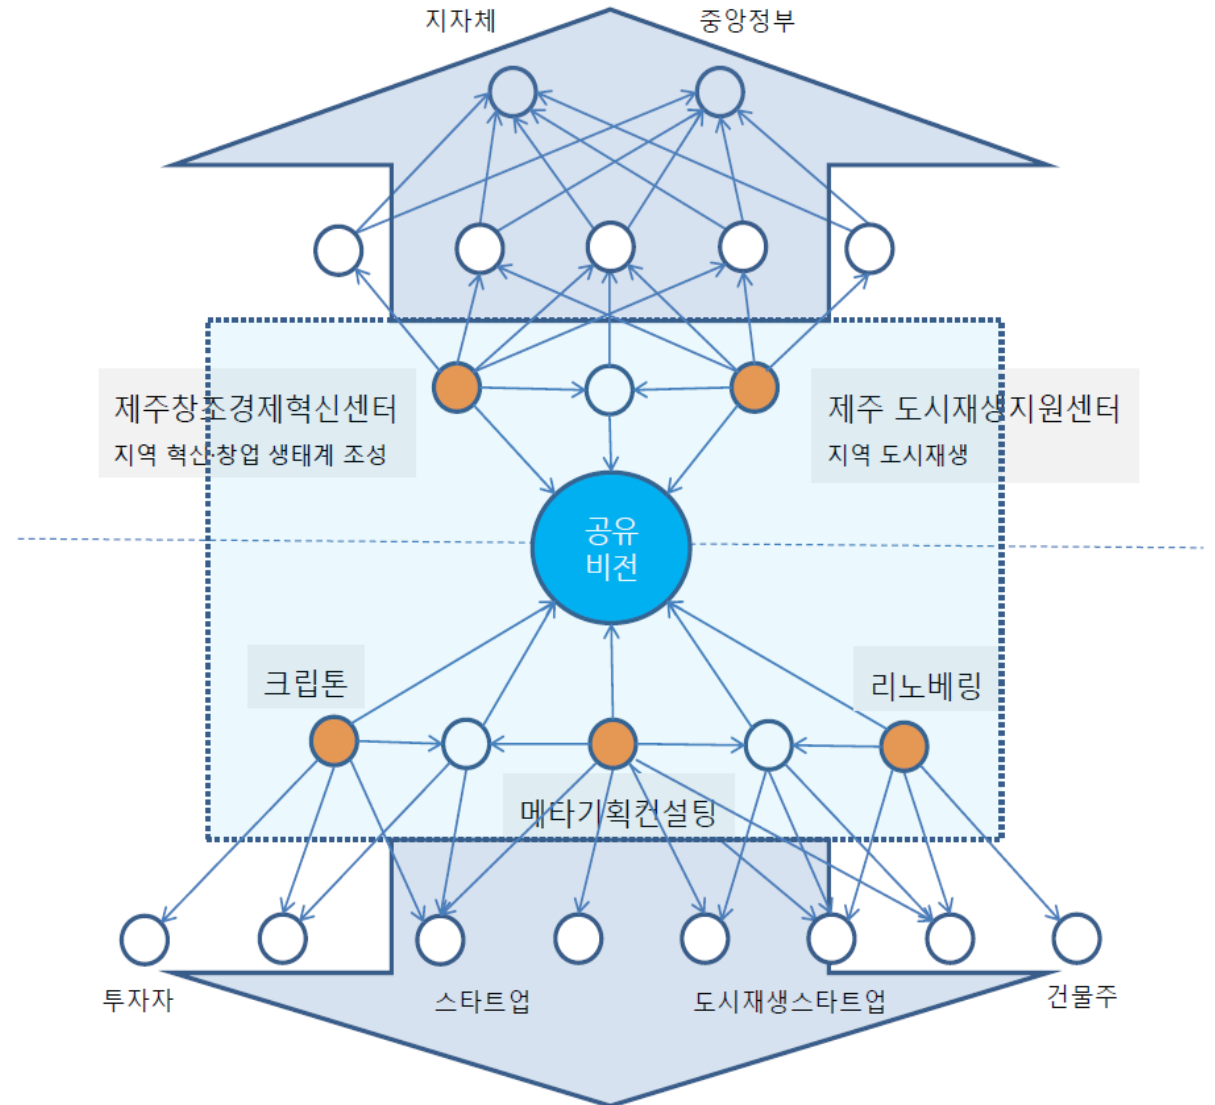 지자체
중앙정부
제주창조경제혁신센터
지역 혁신·창업 생태계 조성
제주 도시재생지원센터
지역 도시재생
공유
비전
크립톤
리노베링
메타기획컨설팅
투자자
스타트업
도시재생스타트업
건물주